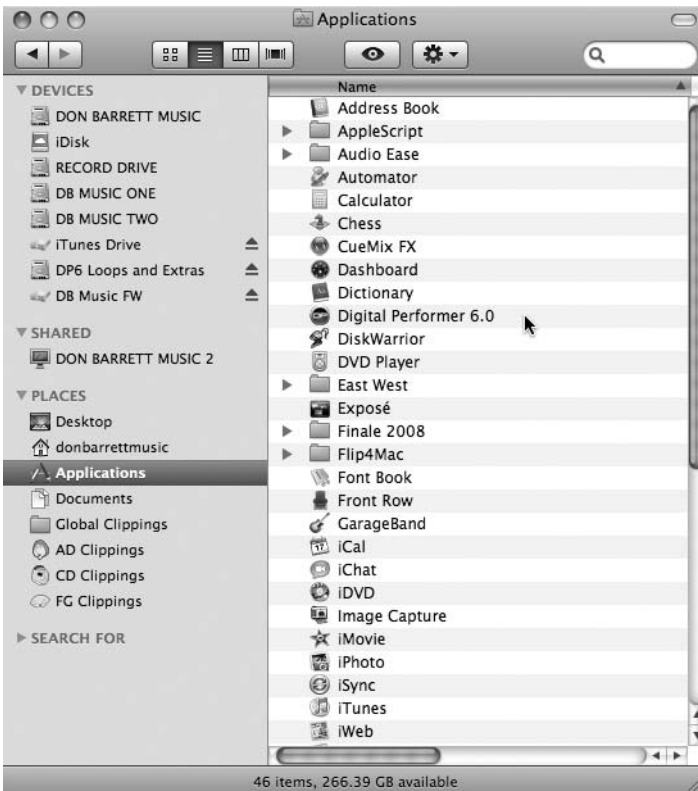 Applications
DEVICES
DON BARRETT MUSIC
iDisk
RECORD DRIVE
DB MUSIC ONE
DB MUSIC TWO
iTunes Drive
DP6 Loops and Extras
DB Music FW
SHARED
DON BARRETT MUSIC 2
PLACES
Desktop
donbarrettmusic
Applications
Documents
Global Clippings
AD Clippings
CD Clippings
FG Clippings
SEARCH FOR
Name
Address Book
AppleScript
Audio Ease
Automator
Calculator
Chess
CueMix FX
Dashboard
Dictionary
Digital Performer 6.0
DiskWarrior
DVD Player
East West
Exposé
Finale 2008
Flip4Mac
Font Book
Front Row
GarageBand
iCal
iChat
iDVD
Image Capture
iMovie
iPhoto
iSync
iTunes
iWeb
46 items, 266.39 GB available